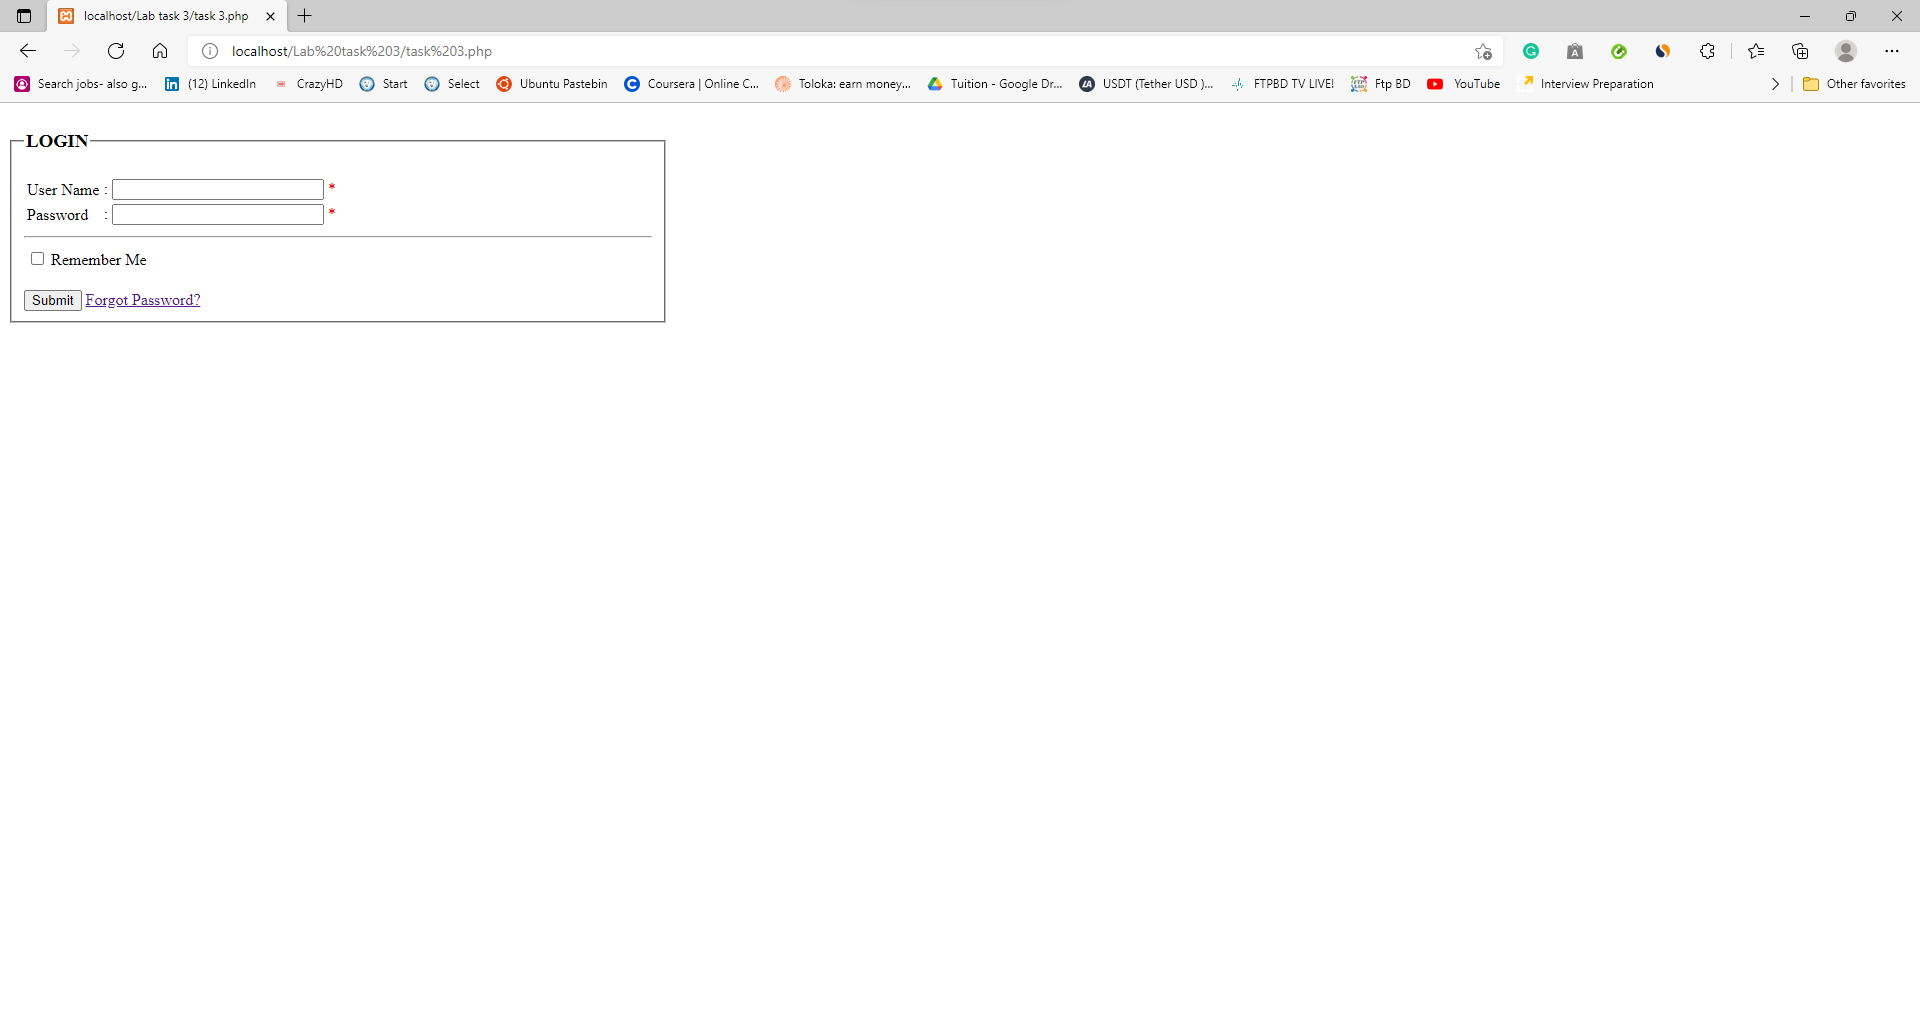 localhost/Lab task 3/task 3.php
localhost/Lab%20task%203/task%203.php
Search jobs- also g... (12) LinkedIn CrazyHD Start Select Ubuntu Pastebin Coursera | Online C... Toloka: earn money... Tuition - Google Dr... USDT (Tether USD )... FTPBD TV LIVE! Ftp BD YouTube Interview Preparation Other favorites
LOGIN
User Name : *
Password : *
Remember Me
Submit Forgot Password?